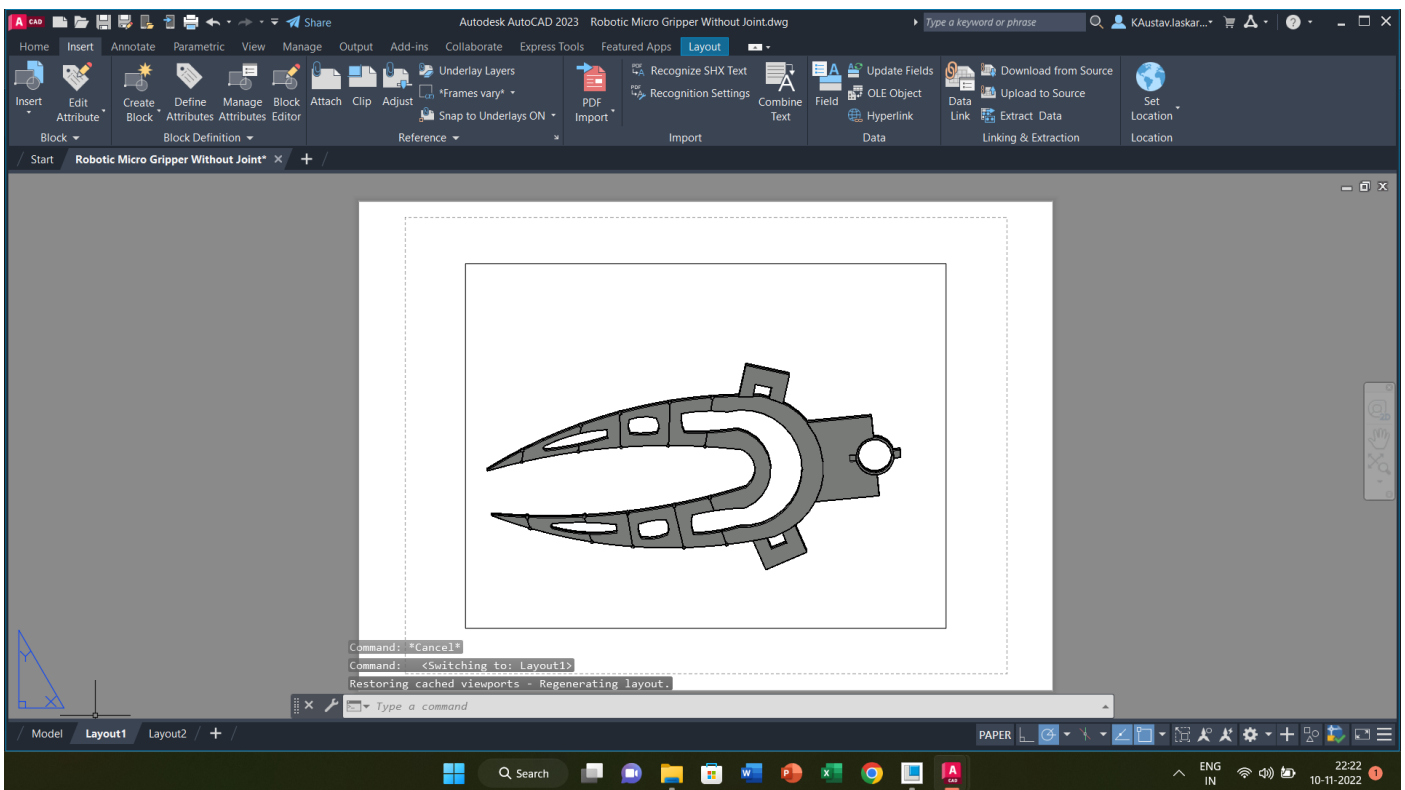 A CAD Share Autodesk AutoCAD 2023 Robotic Micro Gripper Without Joint.dwg Type a keyword or phrase KAustav.laskar...
Home Insert Annotate Parametric View Manage Output Add-ins Collaborate Express Tools Featured Apps Layout
Insert Edit Attribute Create Block Define Attributes Manage Attributes Block Editor Attach Clip Adjust
Underlay Layers
*Frames vary*
Snap to Underlays ON
PDF Import
PDF Recognize SHX Text
PDF Recognition Settings
Combine Text
Field
Update Fields
OLE Object
Hyperlink
Data Link
Download from Source
Upload to Source
Extract Data
Set Location
Block Block Definition Reference Import Data Linking & Extraction Location
Start Robotic Micro Gripper Without Joint*
Y
X
Command: *Cancel*
Command: <Switching to: Layout1>
Restoring cached viewports - Regenerating layout.
Type a command
Model Layout1 Layout2 PAPER
Search ENG IN 22:22 10-11-2022 1